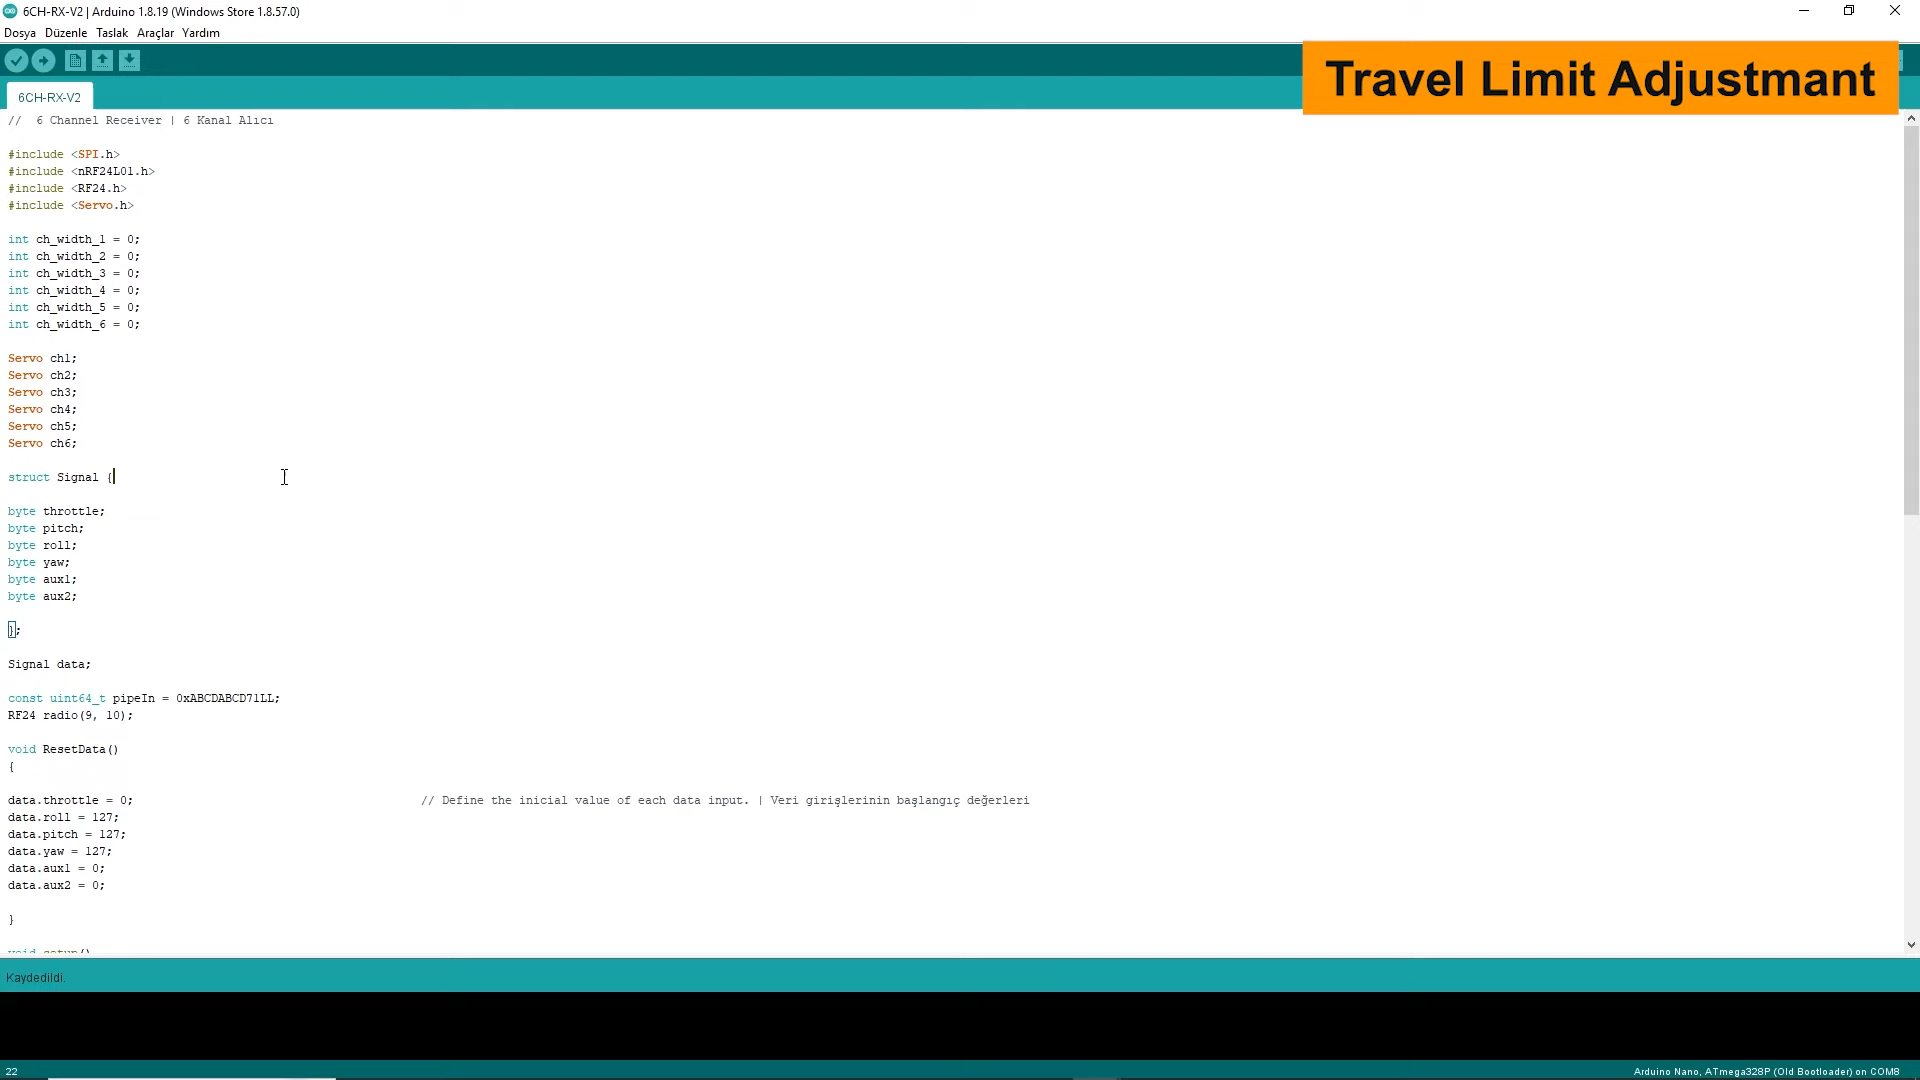 6CH-RX-V2 | Arduino 1.8.19 (Windows Store 1.8.57.0)
Dosya Düzenle Taslak Araçlar Yardım
Travel Limit Adjustmant
6CH-RX-V2
//  6 Channel Receiver | 6 Kanal Alıcı
#include <SPI.h>
#include <nRF24L01.h>
#include <RF24.h>
#include <Servo.h>
int ch_width_1 = 0;
int ch_width_2 = 0;
int ch_width_3 = 0;
int ch_width_4 = 0;
int ch_width_5 = 0;
int ch_width_6 = 0;
Servo ch1;
Servo ch2;
Servo ch3;
Servo ch4;
Servo ch5;
Servo ch6;
struct Signal {
byte throttle;
byte pitch;
byte roll;
byte yaw;
byte aux1;
byte aux2;
};
Signal data;
const uint64_t pipeIn = 0xABCDABCD71LL;
RF24 radio(9, 10);
void ResetData()
{
data.throttle = 0; // Define the inicial value of each data input. | Veri girişlerinin başlangıç değerleri
data.roll = 127;
data.pitch = 127;
data.yaw = 127;
data.aux1 = 0;
data.aux2 = 0;
}
void setup()
Kaydedildi.
22 Arduino Nano, ATmega328P (Old Bootloader) on COM8